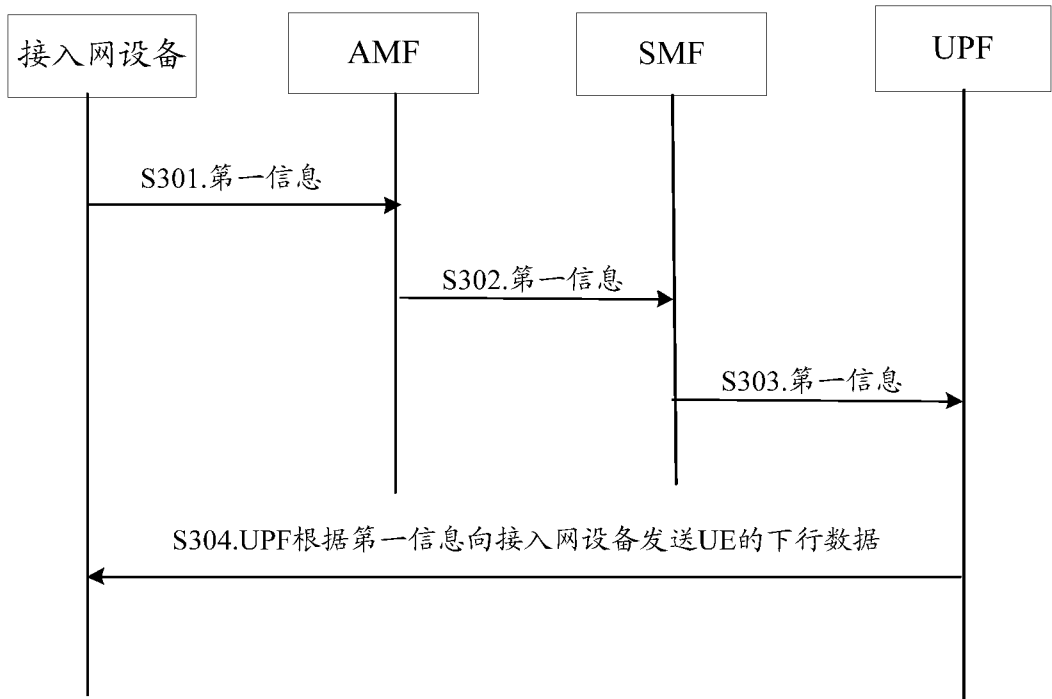 接入网设备
AMF
SMF
UPF
S301.第一信息
S302.第一信息
S303.第一信息
S304.UPF根据第一信息向接入网设备发送UE的下行数据